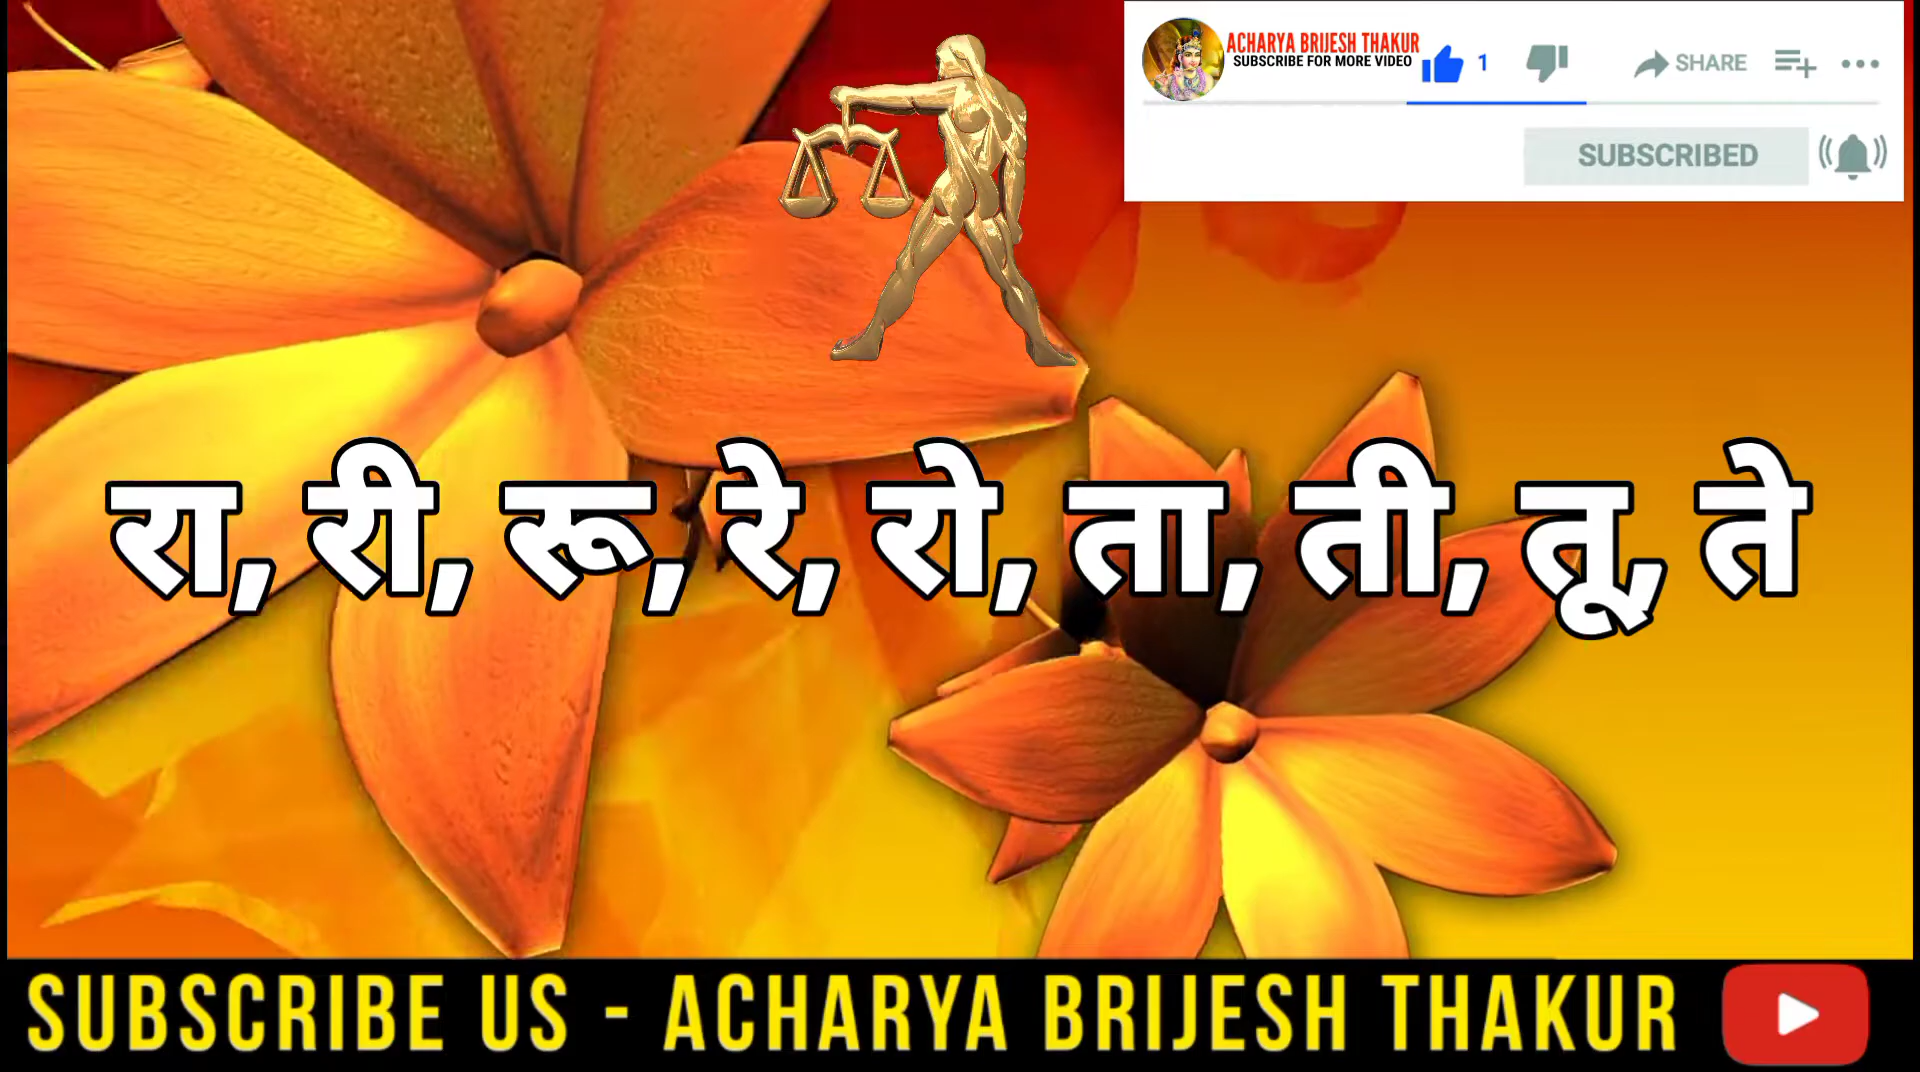 ACHARYA BRIJESH THAKUR
SUBSCRIBE FOR MORE VIDEO
1
SHARE
SUBSCRIBED
रा, री, रू, रे, रो, ता, ती, तू, ते
SUBSCRIBE US - ACHARYA BRIJESH THAKUR